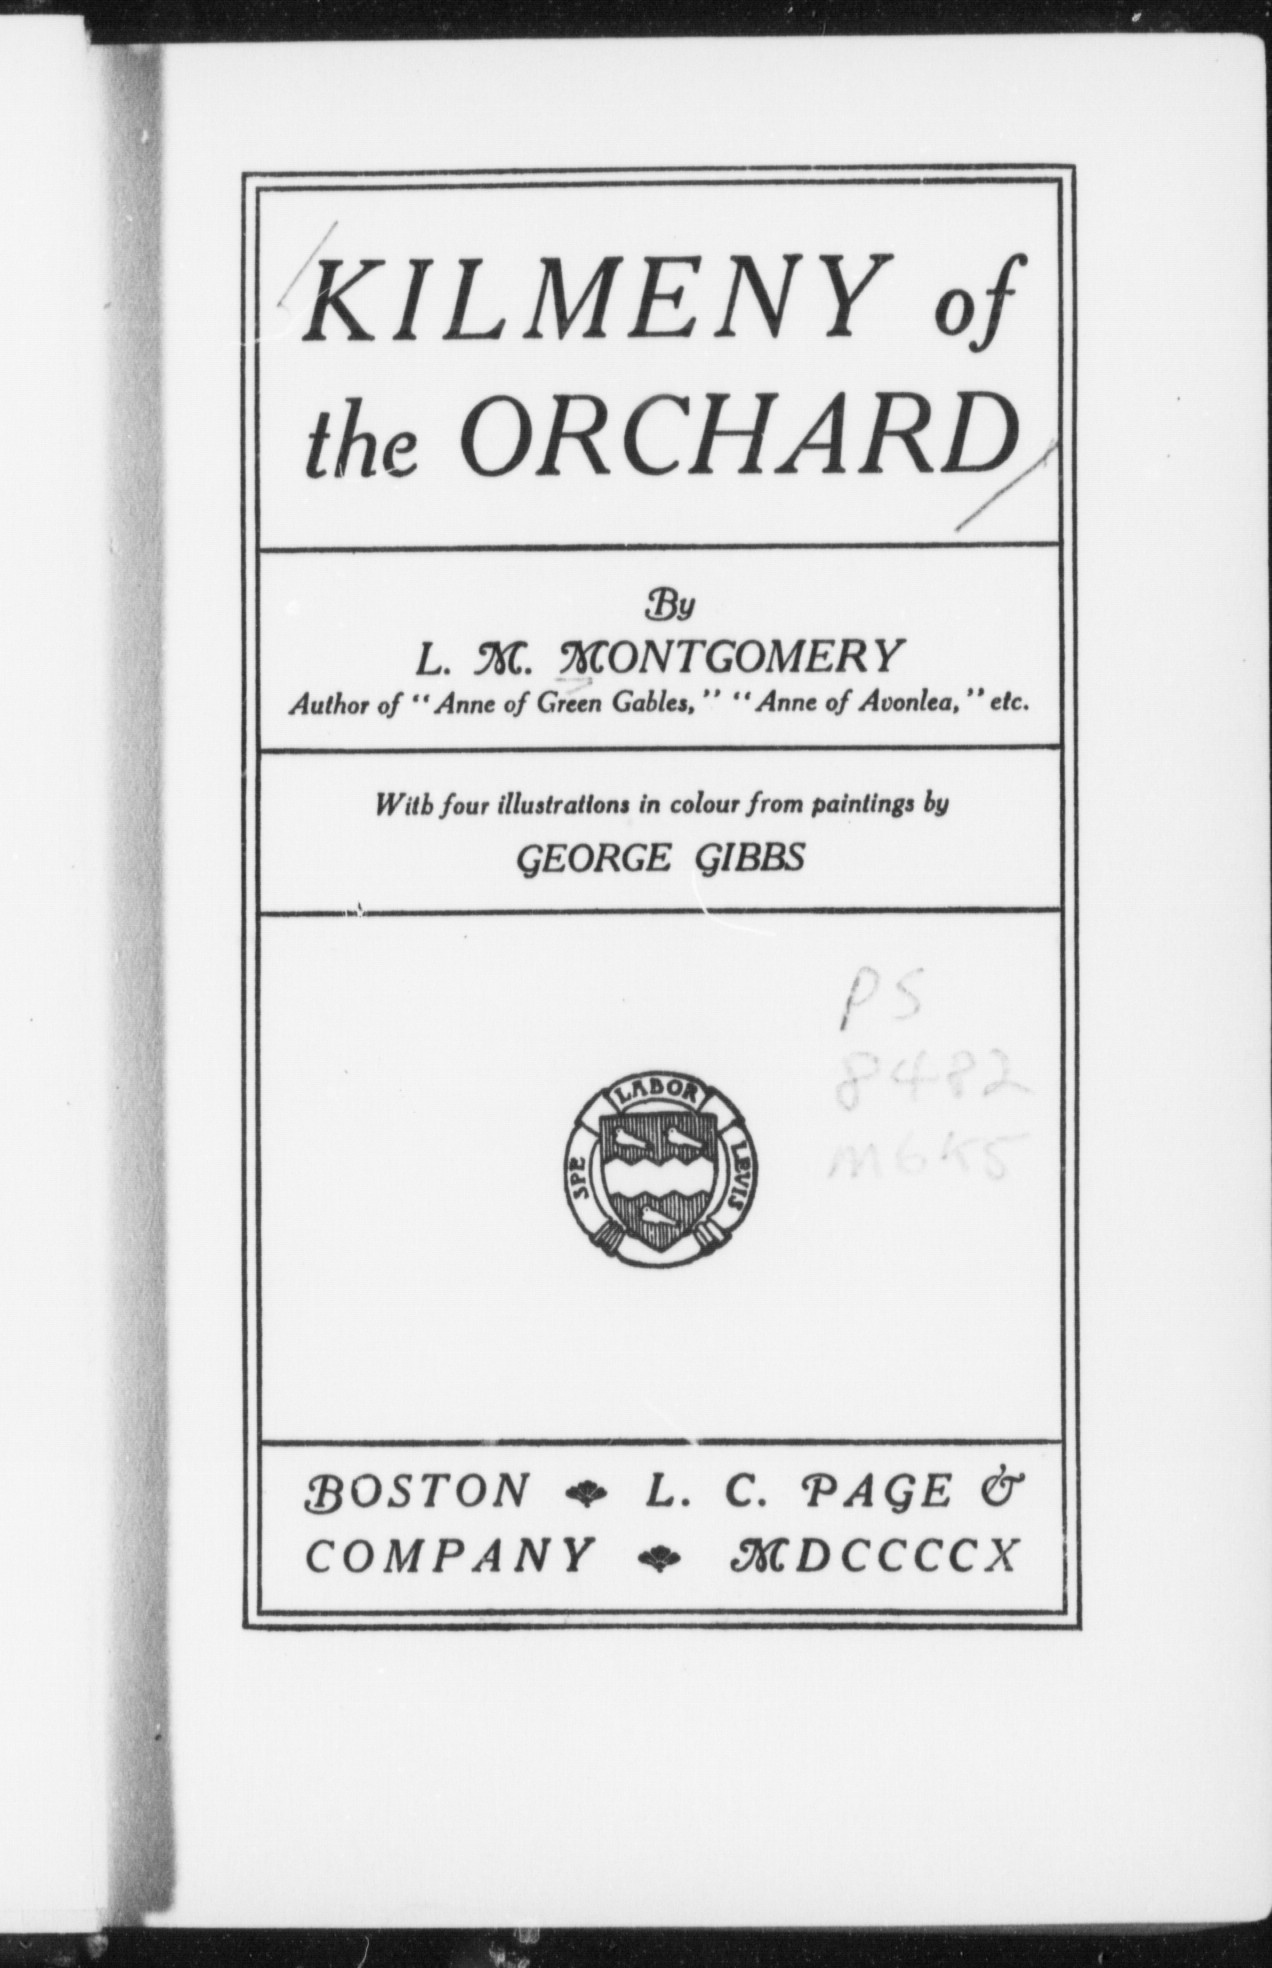 KILMENY of
the ORCHARD
By
L. M. MONTGOMERY
Author of "Anne of Green Gables," "Anne of Avonlea," etc.
With four illustrations in colour from paintings by
GEORGE GIBBS
PS
8482
M6K5
SPE LABOR LEVIS
BOSTON L. C. PAGE &
COMPANY MDCCCCX